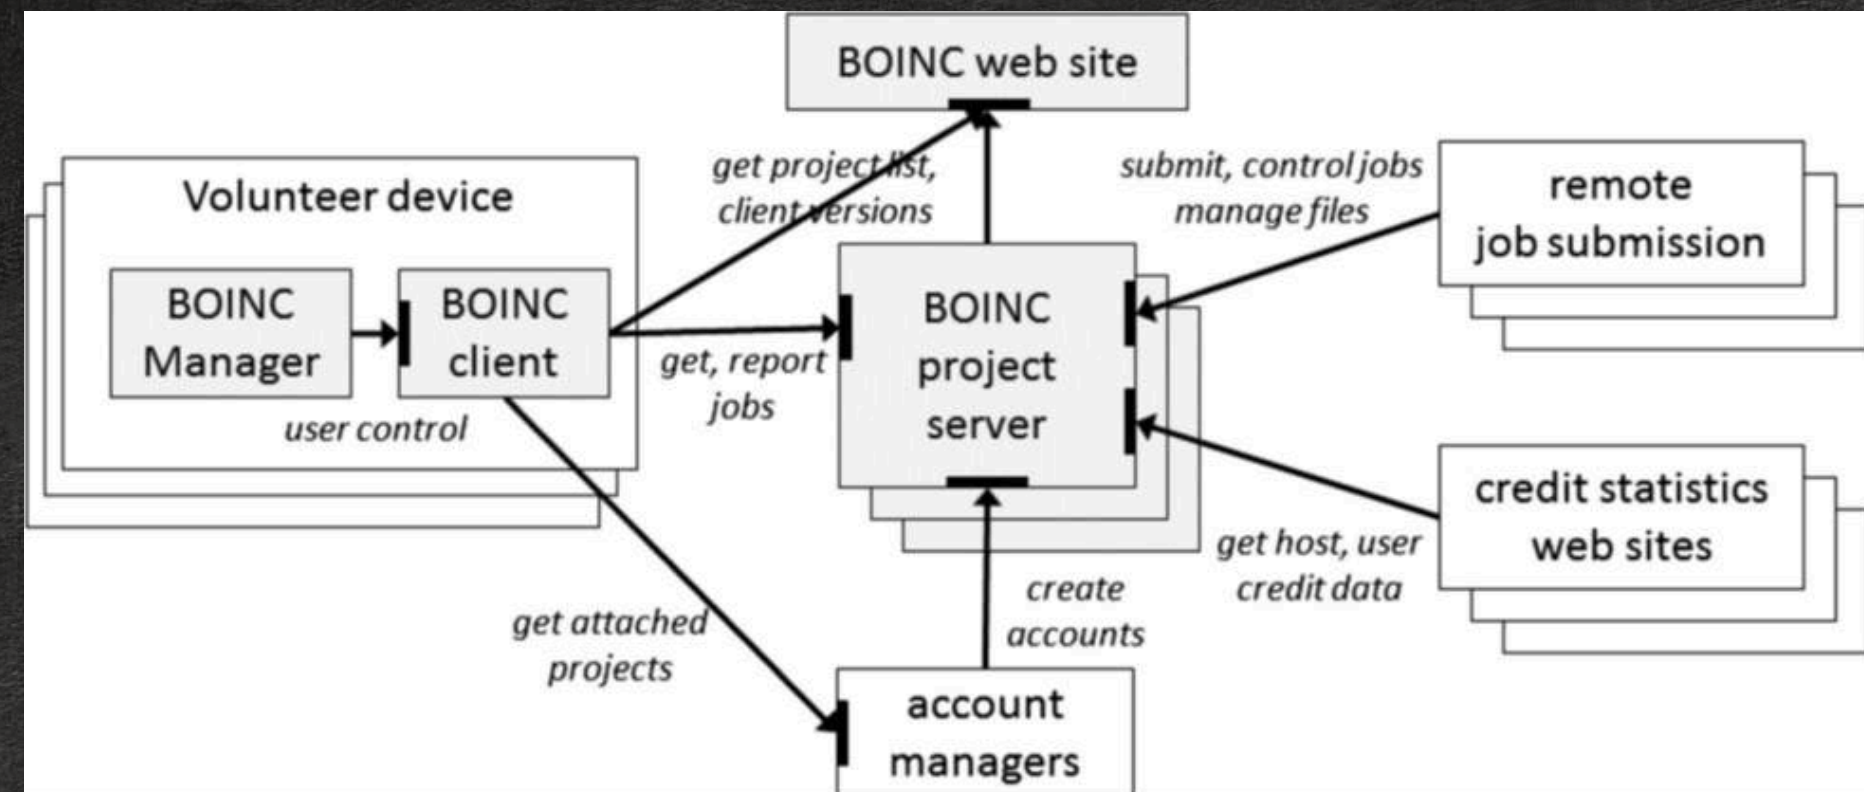 BOINC web site
get project list,
client versions
submit, control jobs
manage files
remote
job submission
Volunteer device
BOINC
Manager
BOINC
client
user control
get, report
jobs
BOINC
project
server
credit statistics
web sites
get host, user
credit data
get attached
projects
create
accounts
account
managers